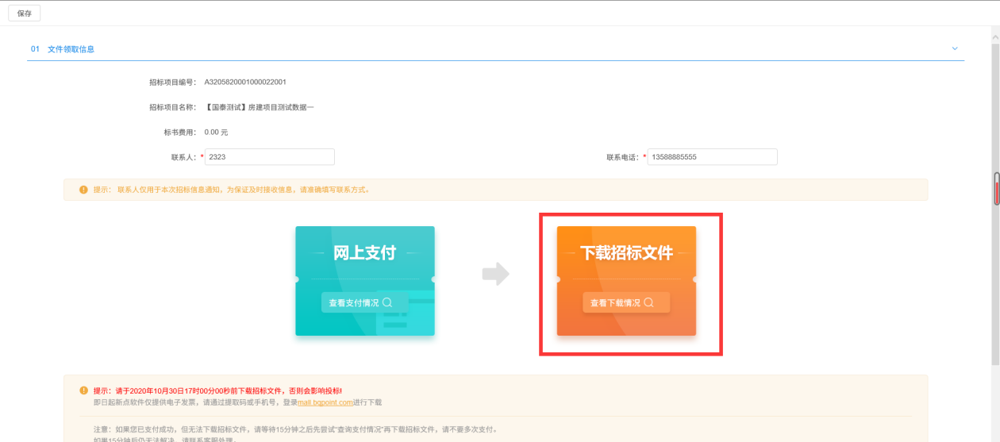 保存
01 文件领取信息
招标项目编号： A3205820001000022001
招标项目名称： 【国泰测试】房建项目测试数据一
标书费用： 0.00 元
联系人：* 2323 联系电话：* 13588885555
提示： 联系人仅用于本次招标信息通知，为保证及时接收信息，请准确填写联系方式。
网上支付 下载招标文件
查看支付情况 查看下载情况
提示：请于2020年10月30日17时00分00秒前下载招标文件，否则会影响投标!
即日起新点软件仅提供电子发票，请通过提取码或手机号，登录mall.bqpoint.com进行下载
注意：如果您已支付成功，但无法下载招标文件，请等待15分钟之后先尝试“查询支付情况”再下载招标文件，请不要多次支付。
如果15分钟后仍无法解决，请联系客服处理。